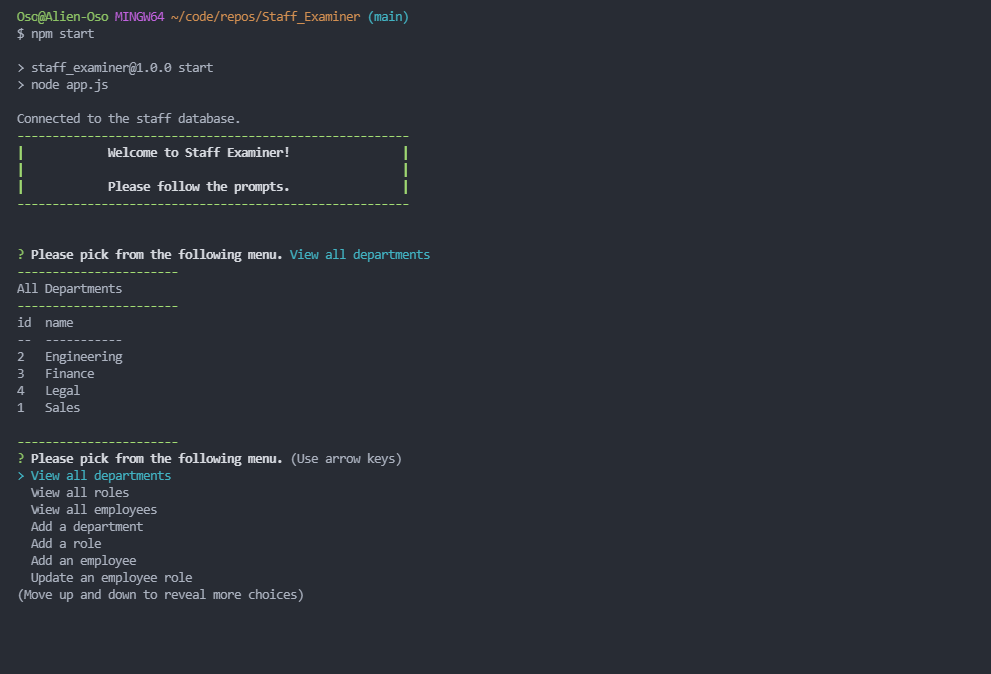 Oso@Alien-Oso MINGW64 ~/code/repos/Staff_Examiner (main)
$ npm start
> staff_examiner@1.0.0 start
> node app.js
Connected to the staff database.
--------------------------------------------------------
| Welcome to Staff Examiner! |
| |
| Please follow the prompts. |
--------------------------------------------------------
? Please pick from the following menu. View all departments
-----------------------
All Departments
-----------------------
id name
-- -----------
2 Engineering
3 Finance
4 Legal
1 Sales
-----------------------
? Please pick from the following menu. (Use arrow keys)
> View all departments
View all roles
View all employees
Add a department
Add a role
Add an employee
Update an employee role
(Move up and down to reveal more choices)